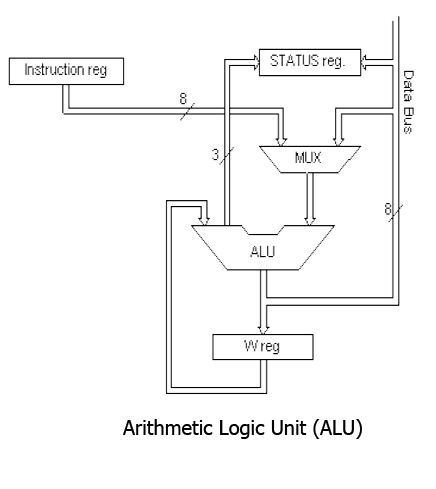 STATUS reg.
Instruction reg
Data Bus
8
MUX
3
8
ALU
W reg
Arithmetic Logic Unit (ALU)